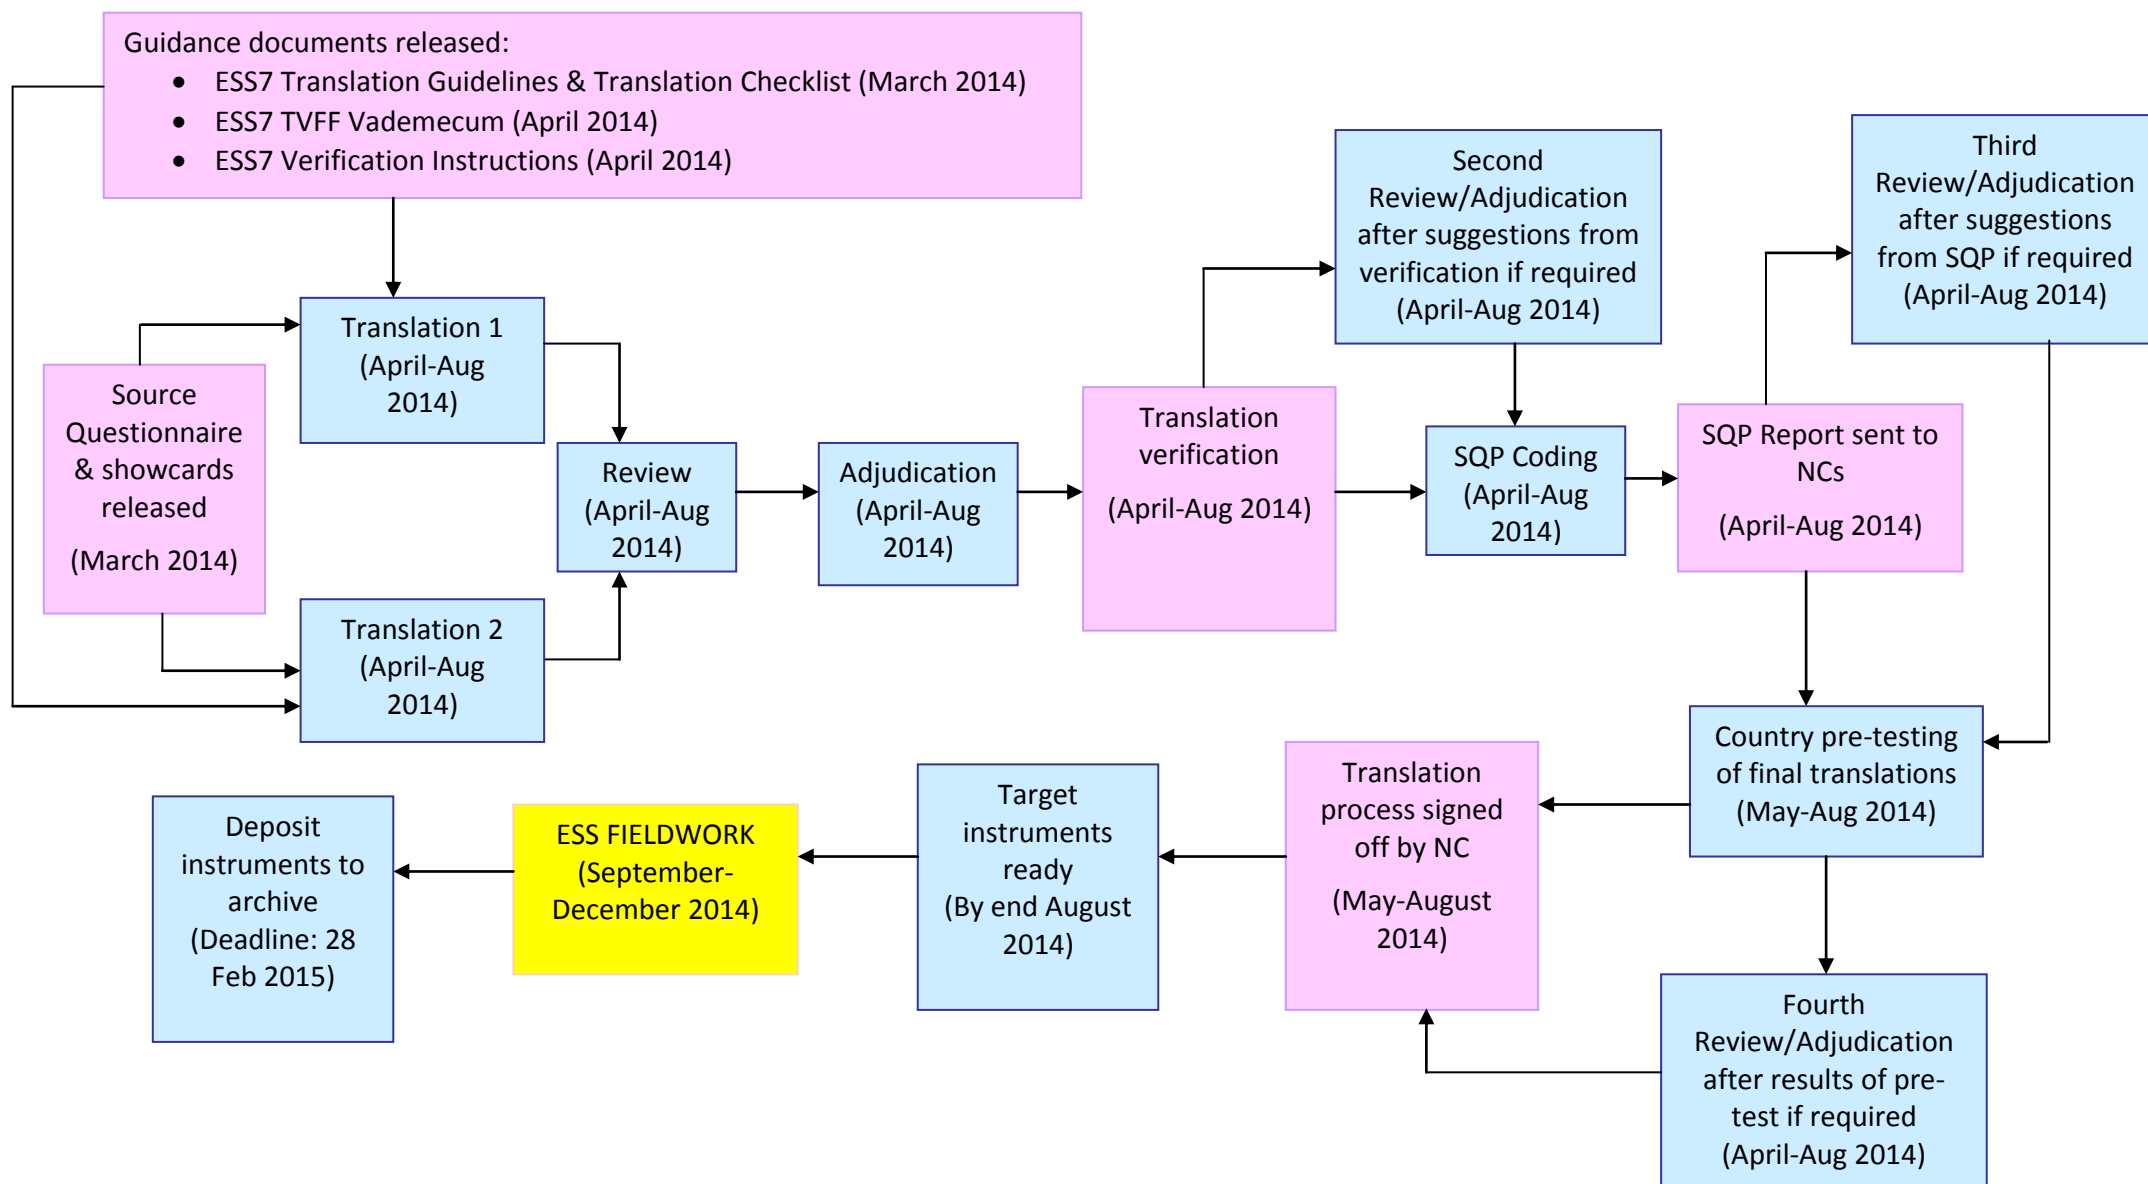 Guidance documents released:
• ESS7 Translation Guidelines & Translation Checklist (March 2014)
• ESS7 TVFF Vademecum (April 2014)
• ESS7 Verification Instructions (April 2014)
Source
Questionnaire
& showcards
released
(March 2014)
Translation 1
(April-Aug
2014)
Translation 2
(April-Aug
2014)
Review
(April-Aug
2014)
Adjudication
(April-Aug
2014)
Translation
verification
(April-Aug 2014)
Second
Review/Adjudication
after suggestions from
verification if required
(April-Aug 2014)
SQP Coding
(April-Aug
2014)
SQP Report sent to
NCs
(April-Aug 2014)
Third
Review/Adjudication
after suggestions
from SQP if required
(April-Aug 2014)
Country pre-testing
of final translations
(May-Aug 2014)
Fourth
Review/Adjudication
after results of pre-
test if required
(April-Aug 2014)
Translation
process signed
off by NC
(May-August
2014)
Target
instruments
ready
(By end August
2014)
ESS FIELDWORK
(September-
December 2014)
Deposit
instruments to
archive
(Deadline: 28
Feb 2015)